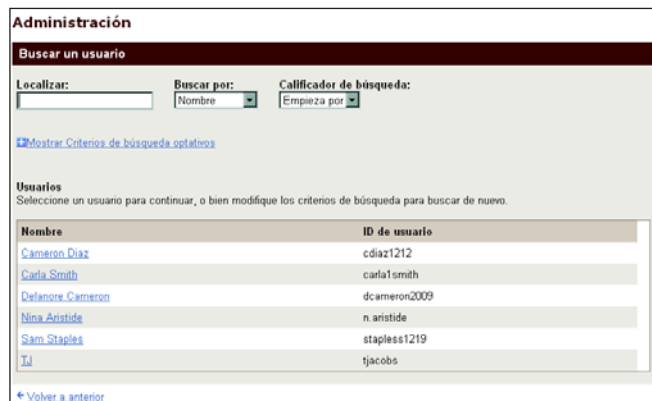 Administración
Buscar un usuario
Localizar: Buscar por: Calificador de búsqueda:
Nombre Empieza por
Mostrar Criterios de búsqueda optativos
Usuarios
Seleccione un usuario para continuar, o bien modifique los criterios de búsqueda para buscar de nuevo.
Nombre ID de usuario
Cameron Diaz cdiaz1212
Carla Smith carla1smith
Delanore Cameron dcameron2009
Nina Aristide n.aristide
Sam Staples stapless1219
TJ tjacobs
Volver a anterior